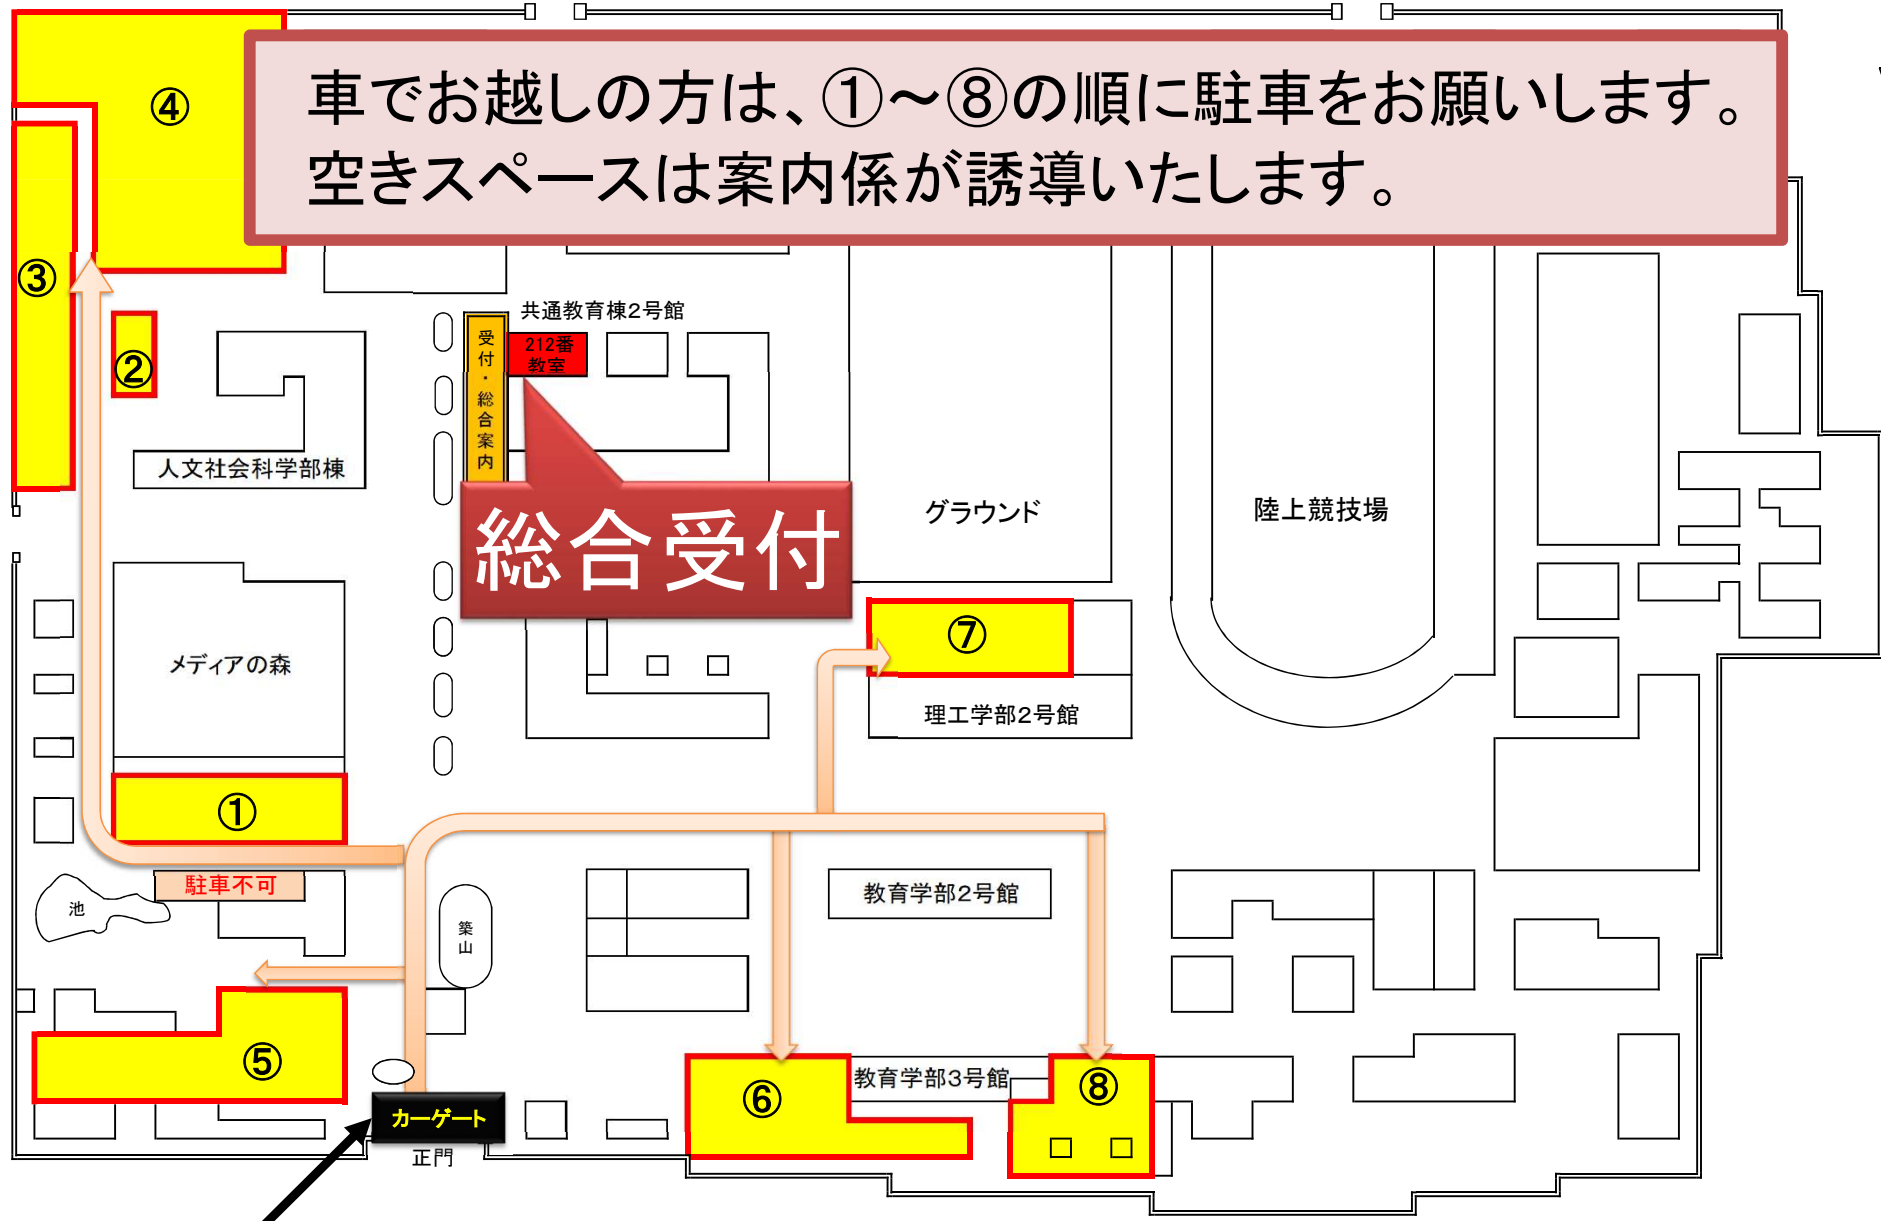 車でお越しの方は、①～⑧の順に駐車をお願いします。
空きスペースは案内係が誘導いたします。
④
③
②
共通教育棟2号館
受付・総合案内
212番
教室
人文社会科学部棟
総合受付
グラウンド
陸上競技場
メディアの森
⑦
理工学部2号館
①
駐車不可
池
築山
教育学部2号館
⑤
⑥
教育学部3号館
⑧
カーゲート
正門